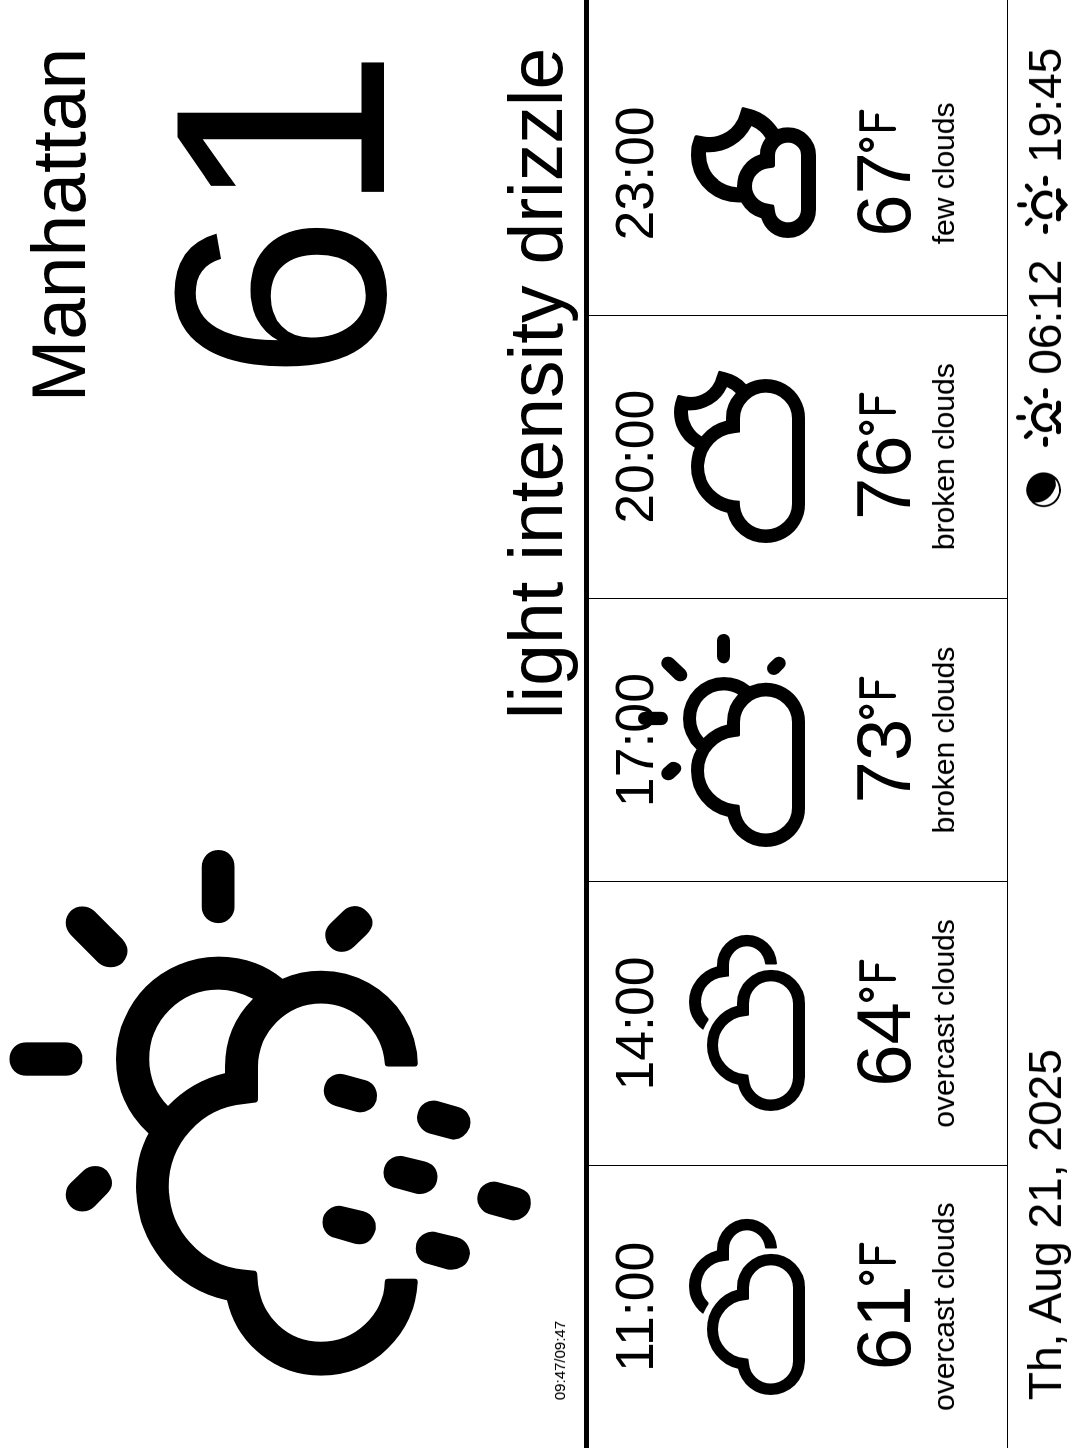 Manhattan
61
light intensity drizzle
09:47/09:47
11:00
61°F
overcast clouds
14:00
64°F
overcast clouds
17:00
73°F
broken clouds
20:00
76°F
broken clouds
23:00
67°F
few clouds
Th, Aug 21, 2025
06:12
19:45